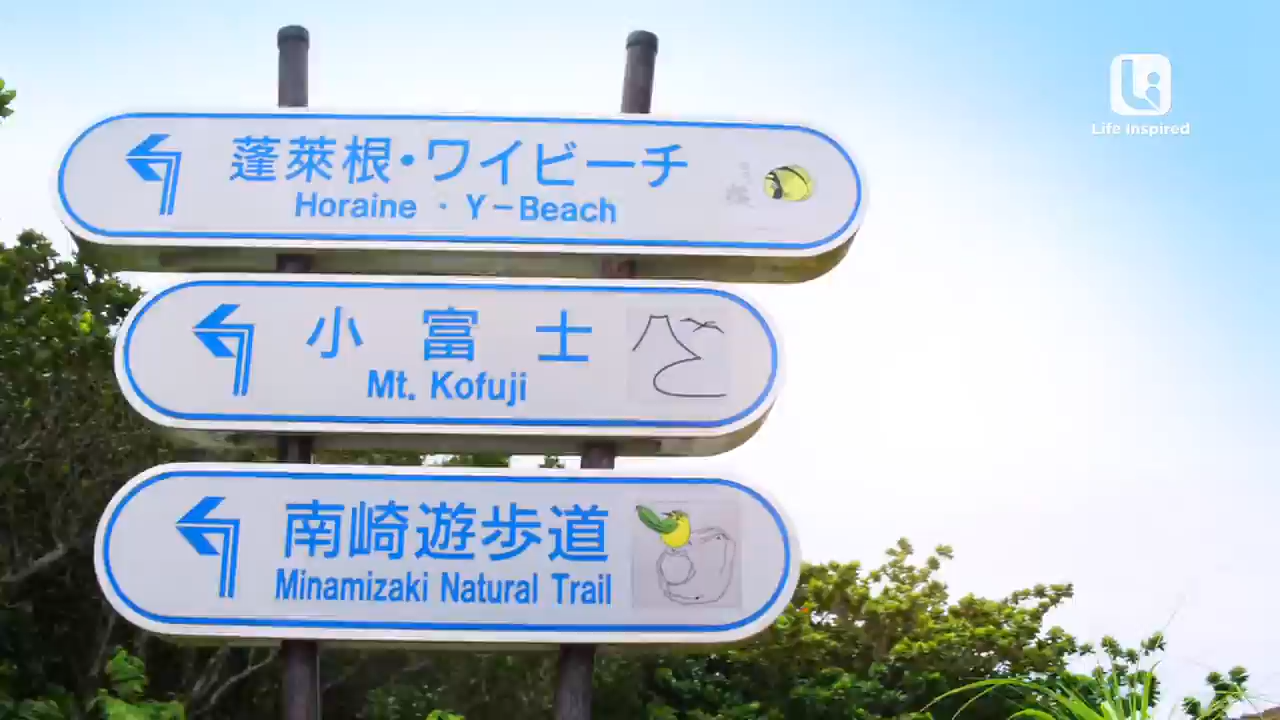 蓬萊根・ワイビーチ
Horaine ・ Y-Beach
小富士
Mt. Kofuji
南崎遊歩道
Minamizaki Natural Trail
Life Inspired